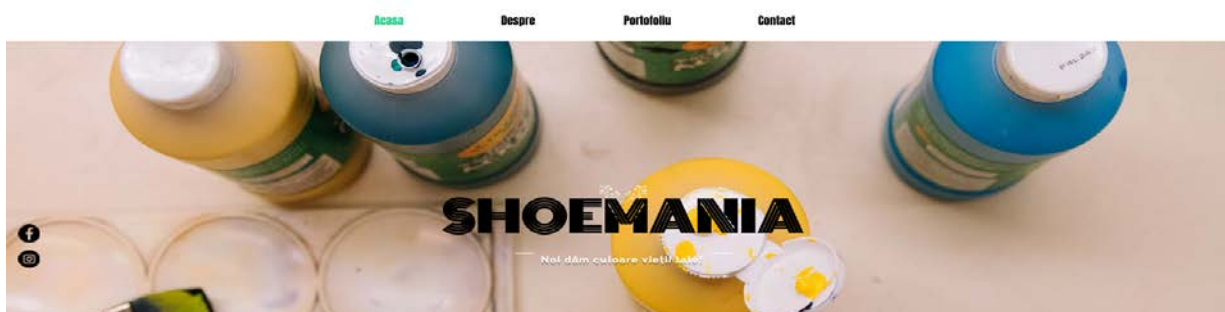 Acasa Despre Portofoliu Contact
SHOEMANIA
Noi dăm culoare vieții tale!